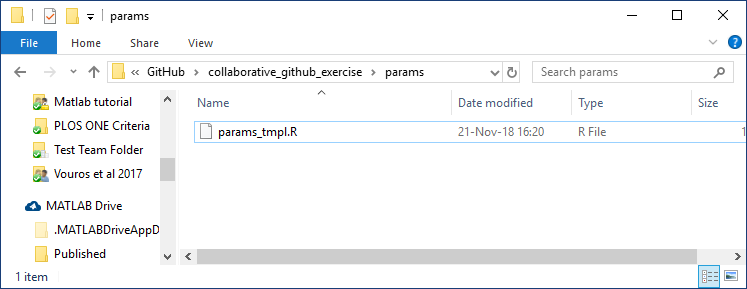 params
File Home Share View
« GitHub collaborative_github_exercise params Search params
Name Date modified Type Size
Matlab tutorial
PLOS ONE Criteria
Test Team Folder
Vouros et al 2017
MATLAB Drive
.MATLABDriveAppD
Published
params_tmpl.R 21-Nov-18 16:20 R File 1
1 item